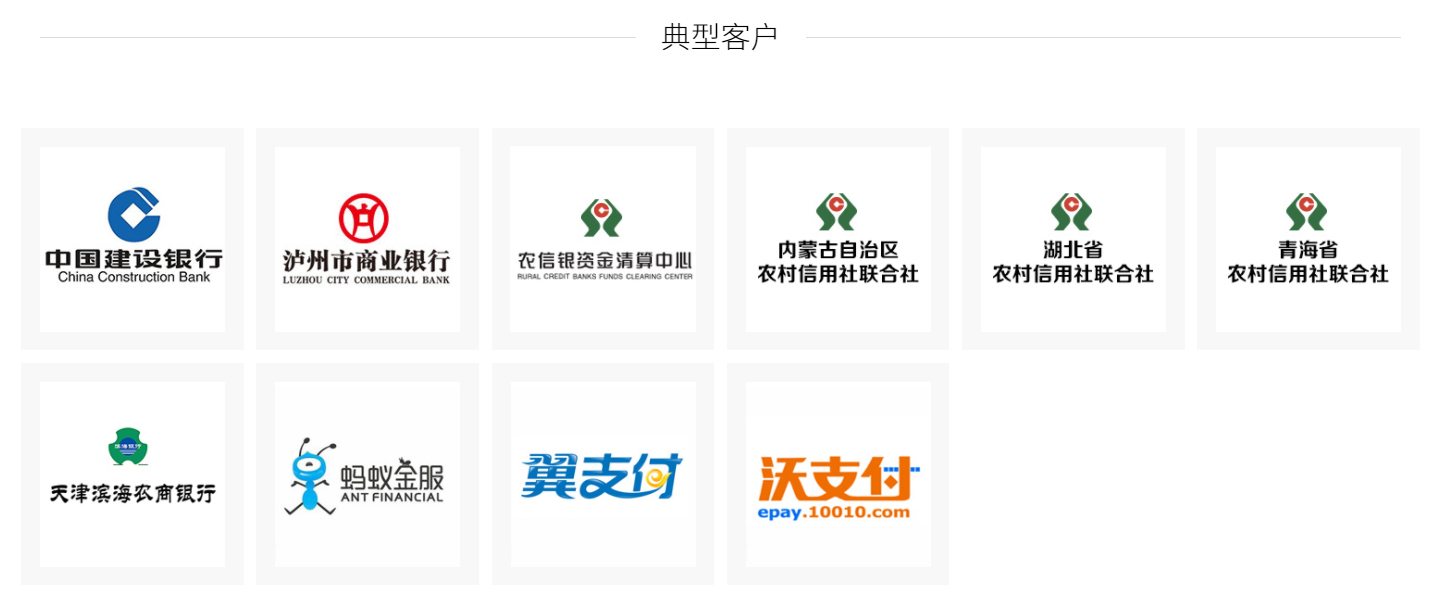 典型客户
中国建设银行
China Construction Bank
泸州市商业银行
LUZHOU CITY COMMERCIAL BANK
农信银资金清算中心
RURAL CREDIT BANKS FUNDS CLEARING CENTER
内蒙古自治区
农村信用社联合社
湖北省
农村信用社联合社
青海省
农村信用社联合社
滨海银行
天津滨海农商银行
蚂蚁金服
ANT FINANCIAL
翼支付
沃支付
epay.10010.com